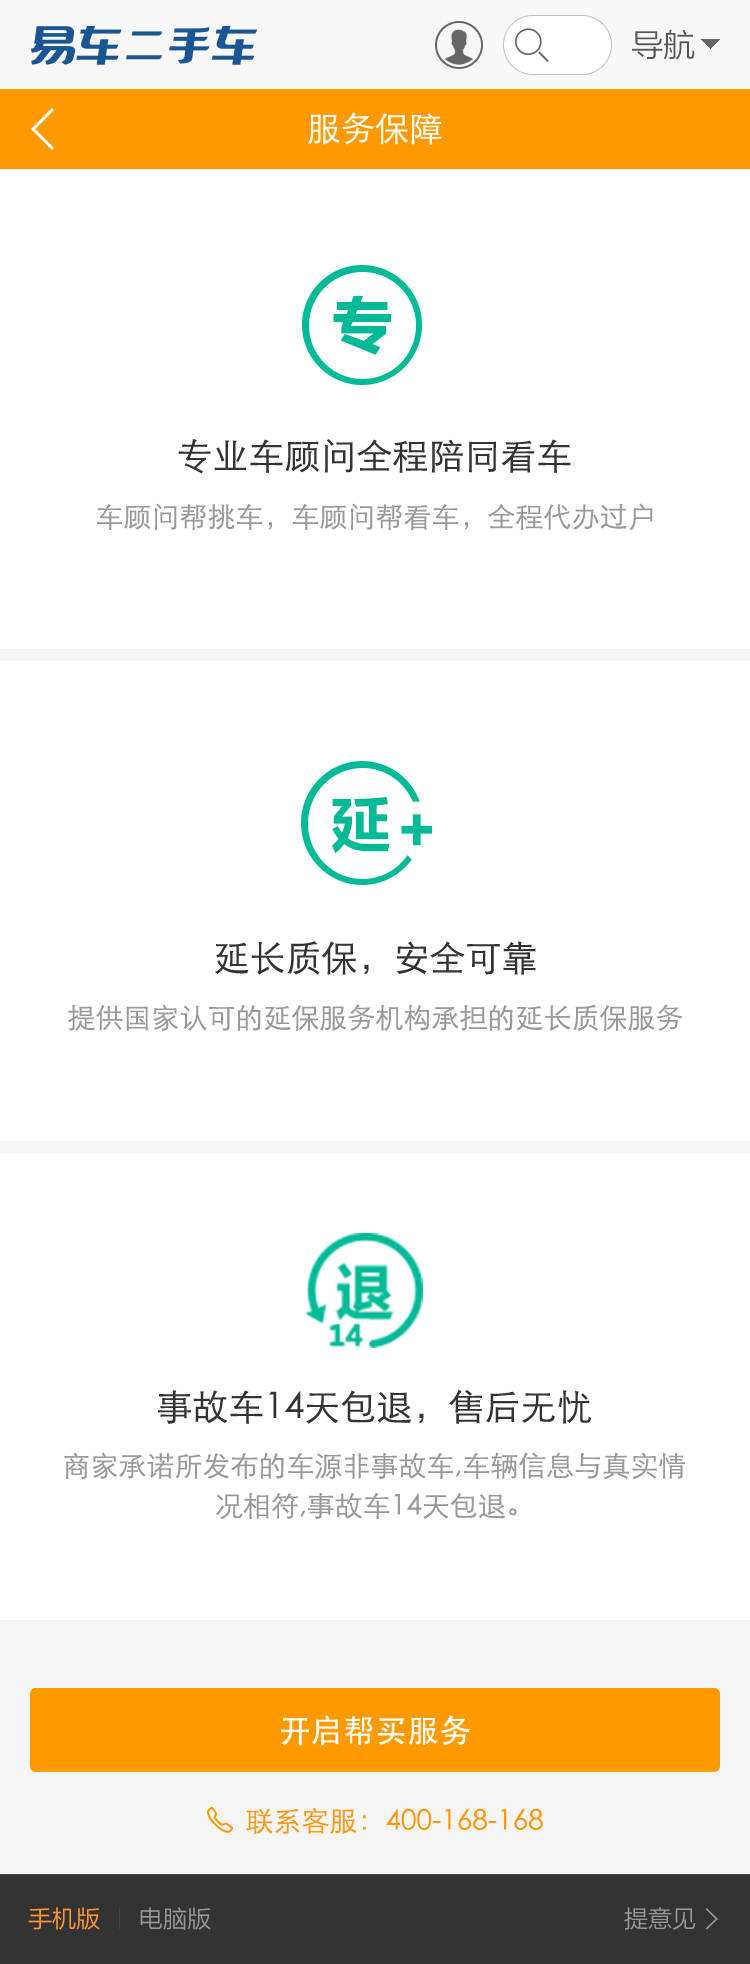 易车二手车
导航
服务保障
专
专业车顾问全程陪同看车
车顾问帮挑车，车顾问帮看车，全程代办过户
延+
延长质保，安全可靠
提供国家认可的延保服务机构承担的延长质保服务
退
14
事故车14天包退，售后无忧
商家承诺所发布的车源非事故车,车辆信息与真实情
况相符,事故车14天包退。
开启帮买服务
联系客服：400-168-168
手机版 电脑版 提意见